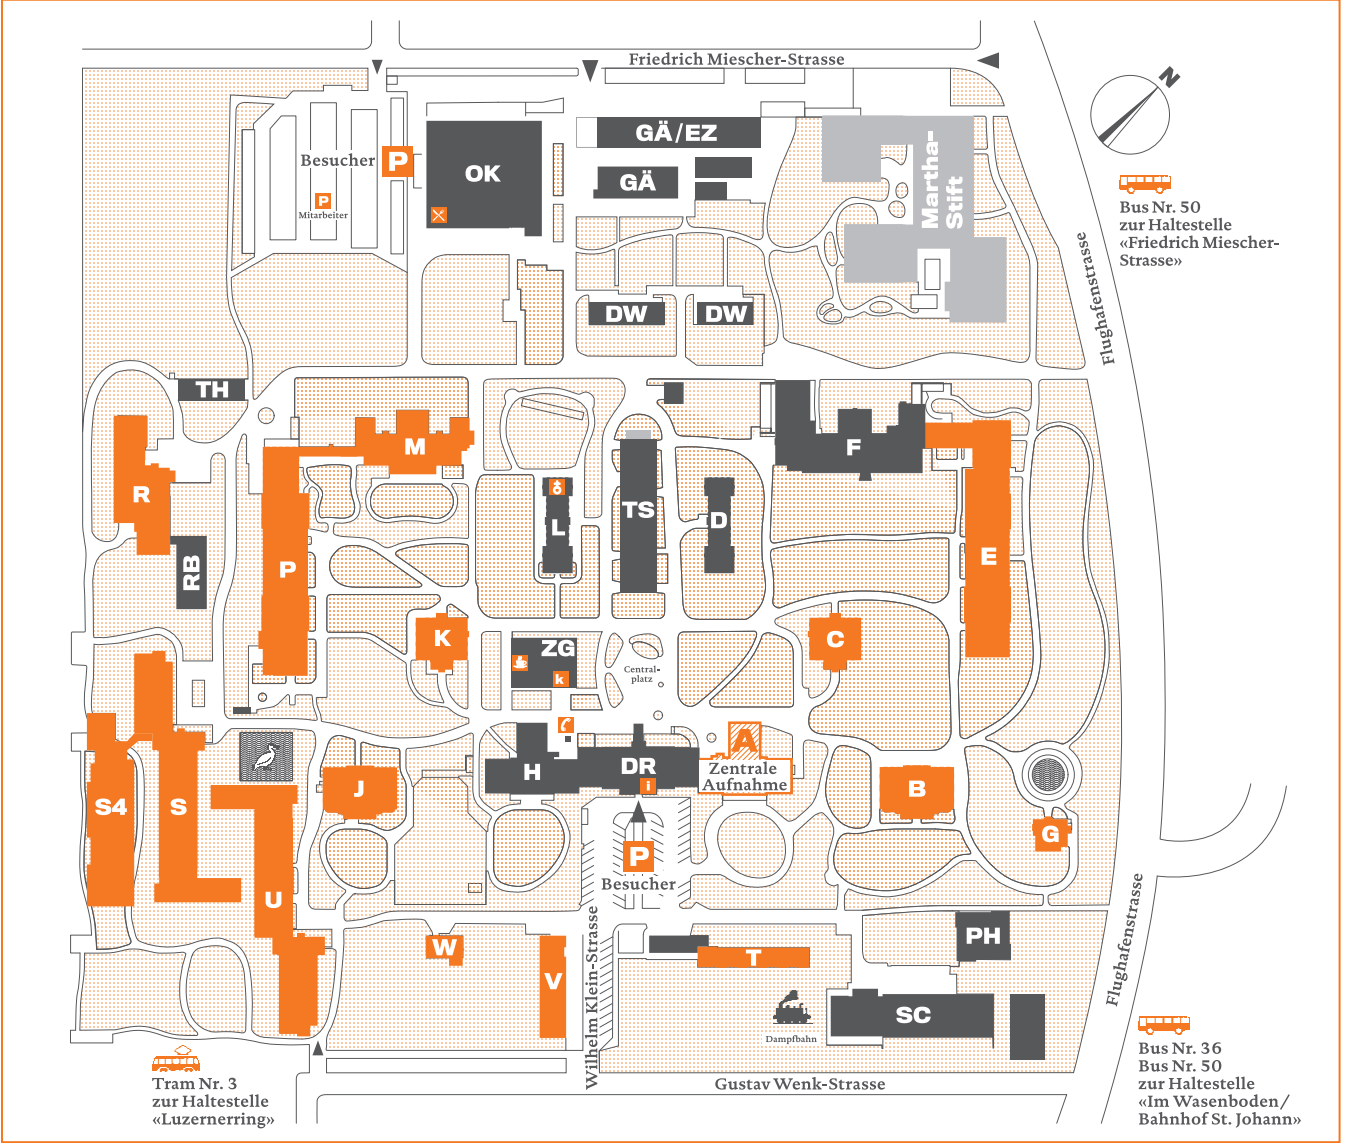 Friedrich Miescher-Strasse
N
GÄ/EZ
Besucher
P
OK
GÄ
Martha-
Stift
P
Mitarbeiter
Bus Nr. 50
zur Haltestelle
«Friedrich Miescher-
Strasse»
Flughafenstrasse
DW
DW
TH
M
F
R
L
TS
D
P
E
RB
K
ZG
k
C
Central-
platz
A
H
DR
i
Zentrale
Aufnahme
J
B
S4
S
G
P
Besucher
U
Wilhelm Klein-Strasse
Flughafenstrasse
W
V
T
PH
SC
Dampfbahn
Tram Nr. 3
zur Haltestelle
«Luzernerring»
Gustav Wenk-Strasse
Bus Nr. 36
Bus Nr. 50
zur Haltestelle
«Im Wasenboden/
Bahnhof St. Johann»